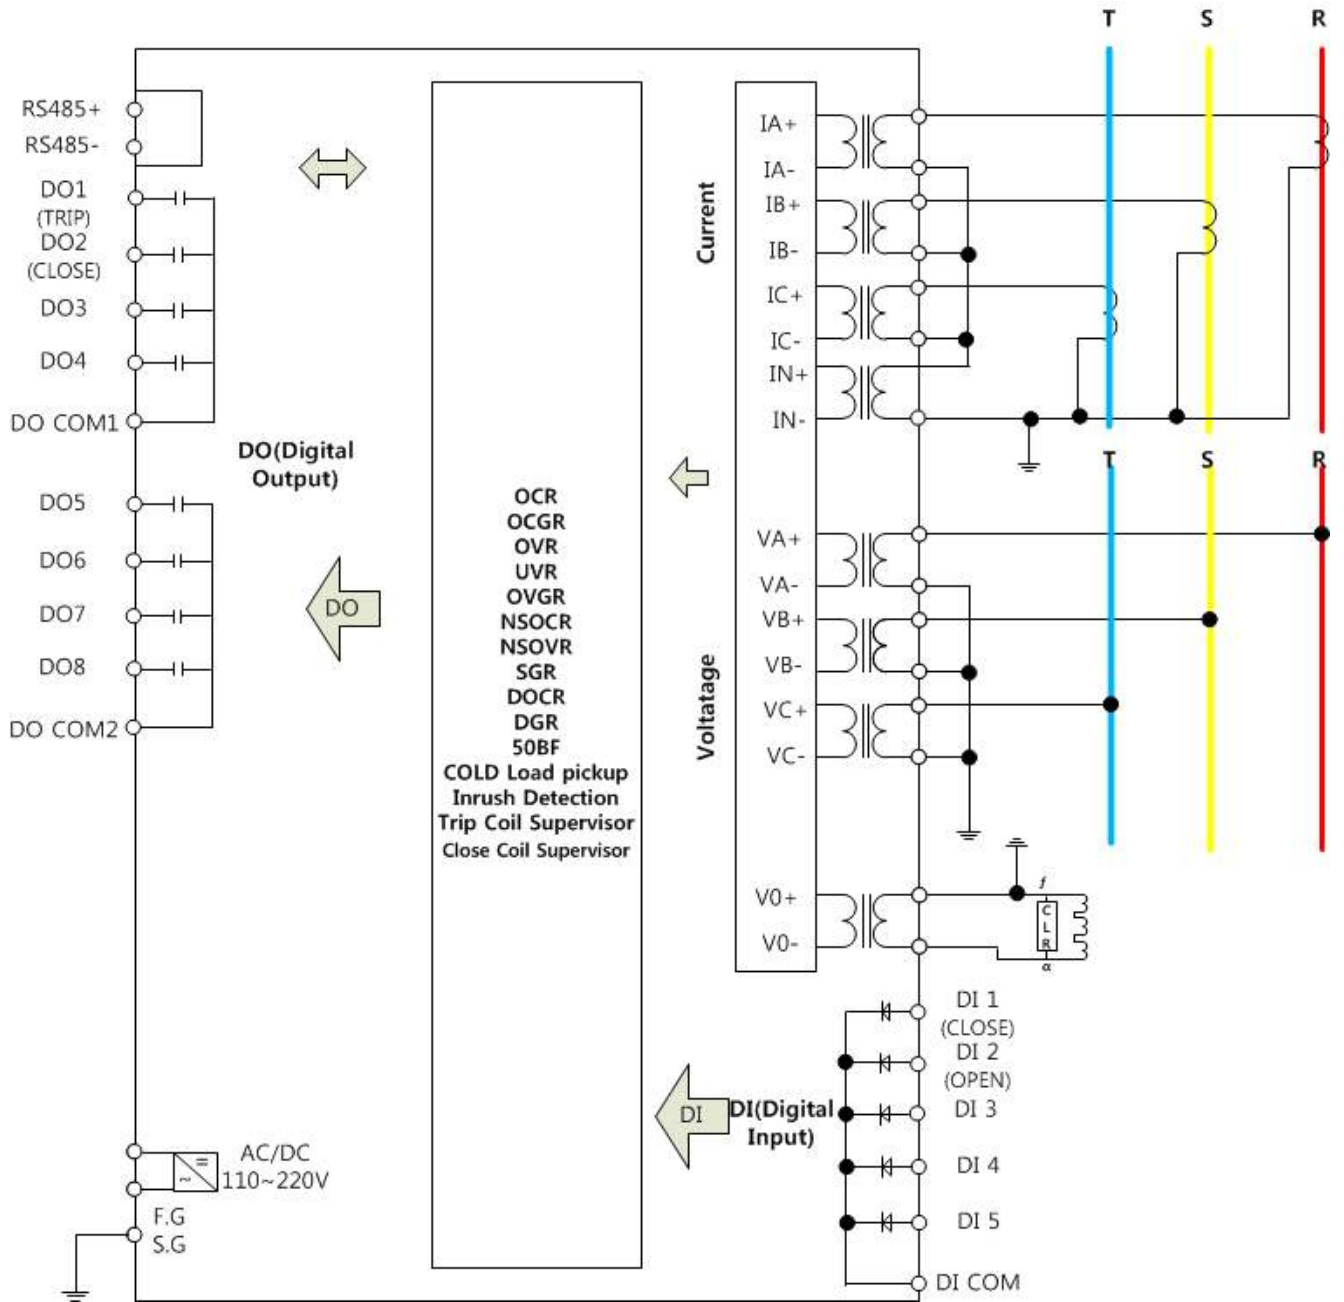 T S R
RS485+
RS485-
DO1
(TRIP)
DO2
(CLOSE)
DO3
DO4
DO COM1
DO(Digital
Output)
DO5
DO6
DO7
DO8
DO COM2
DO
OCR
OCGR
OVR
UVR
OVGR
NSOCR
NSOVR
SGR
DOCR
DGR
50BF
COLD Load pickup
Inrush Detection
Trip Coil Supervisor
Close Coil Supervisor
Current
IA+
IA-
IB+
IB-
IC+
IC-
IN+
IN-
T S R
Voltatage
VA+
VA-
VB+
VB-
VC+
VC-
V0+
V0-
f
C
L
R
α
DI
DI(Digital
Input)
DI 1
(CLOSE)
DI 2
(OPEN)
DI 3
DI 4
DI 5
DI COM
= ~
AC/DC
110~220V
F.G
S.G